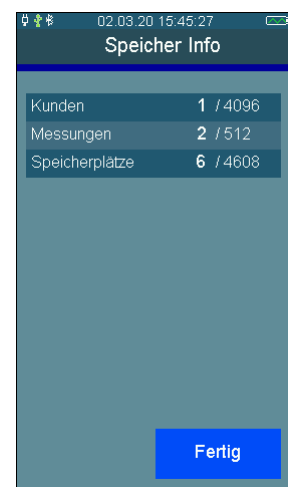 02.03.20 15:45:27
Speicher Info
Kunden 1 / 4096
Messungen 2 / 512
Speicherplätze 6 / 4608
Fertig